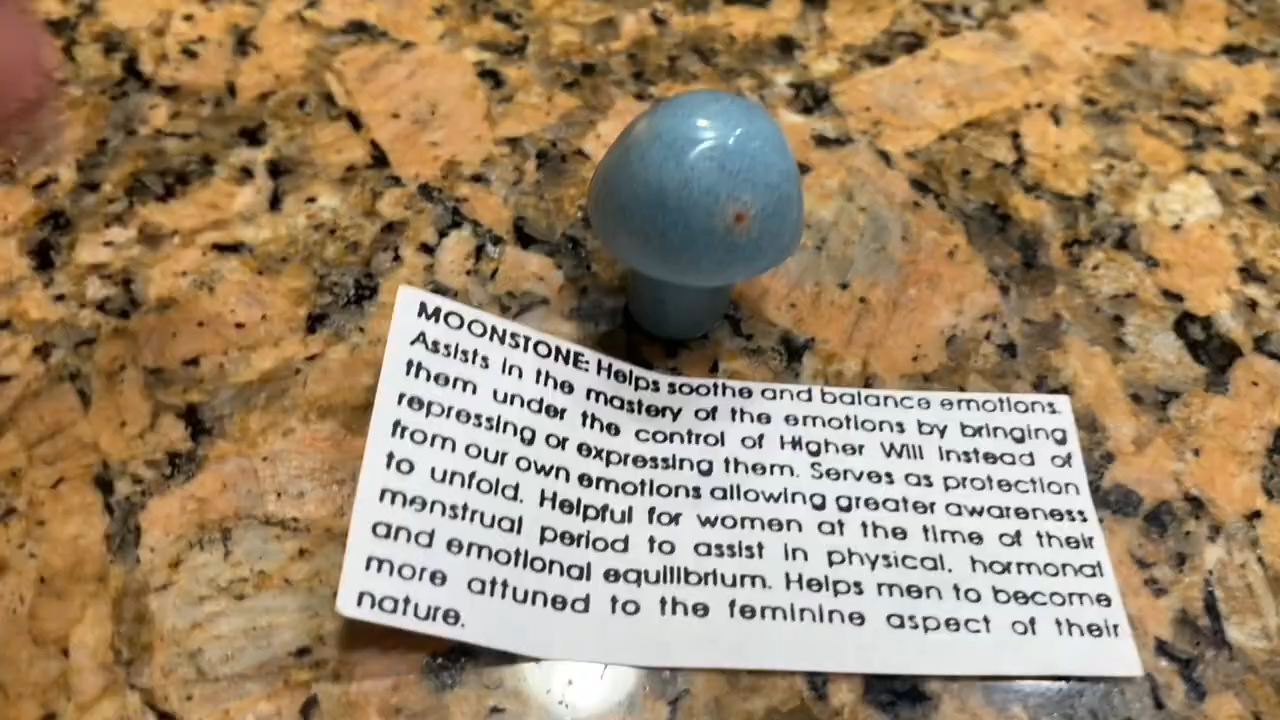 MOONSTONE: Helps soothe and balance emotions.
Assists in the mastery of the emotions by bringing
them under the control of Higher Will instead of
repressing or expressing them. Serves as protection
from our own emotions allowing greater awareness
to unfold. Helpful for women at the time of their
menstrual period to assist in physical, hormonal
and emotional equilibrium. Helps men to become
more attuned to the feminine aspect of their
nature.